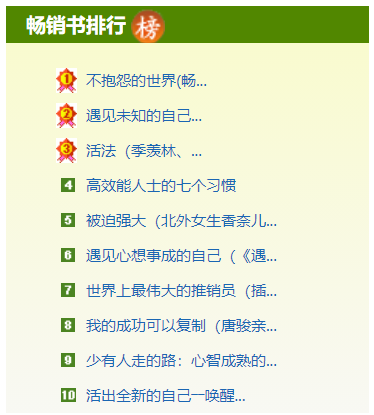 畅销书排行 榜
1 不抱怨的世界(畅...
2 遇见未知的自己...
3 活法（季羡林、...
4 高效能人士的七个习惯
5 被迫强大（北外女生香奈儿...
6 遇见心想事成的自己（《遇...
7 世界上最伟大的推销员（插...
8 我的成功可以复制（唐骏亲...
9 少有人走的路：心智成熟的...
10 活出全新的自己一唤醒...